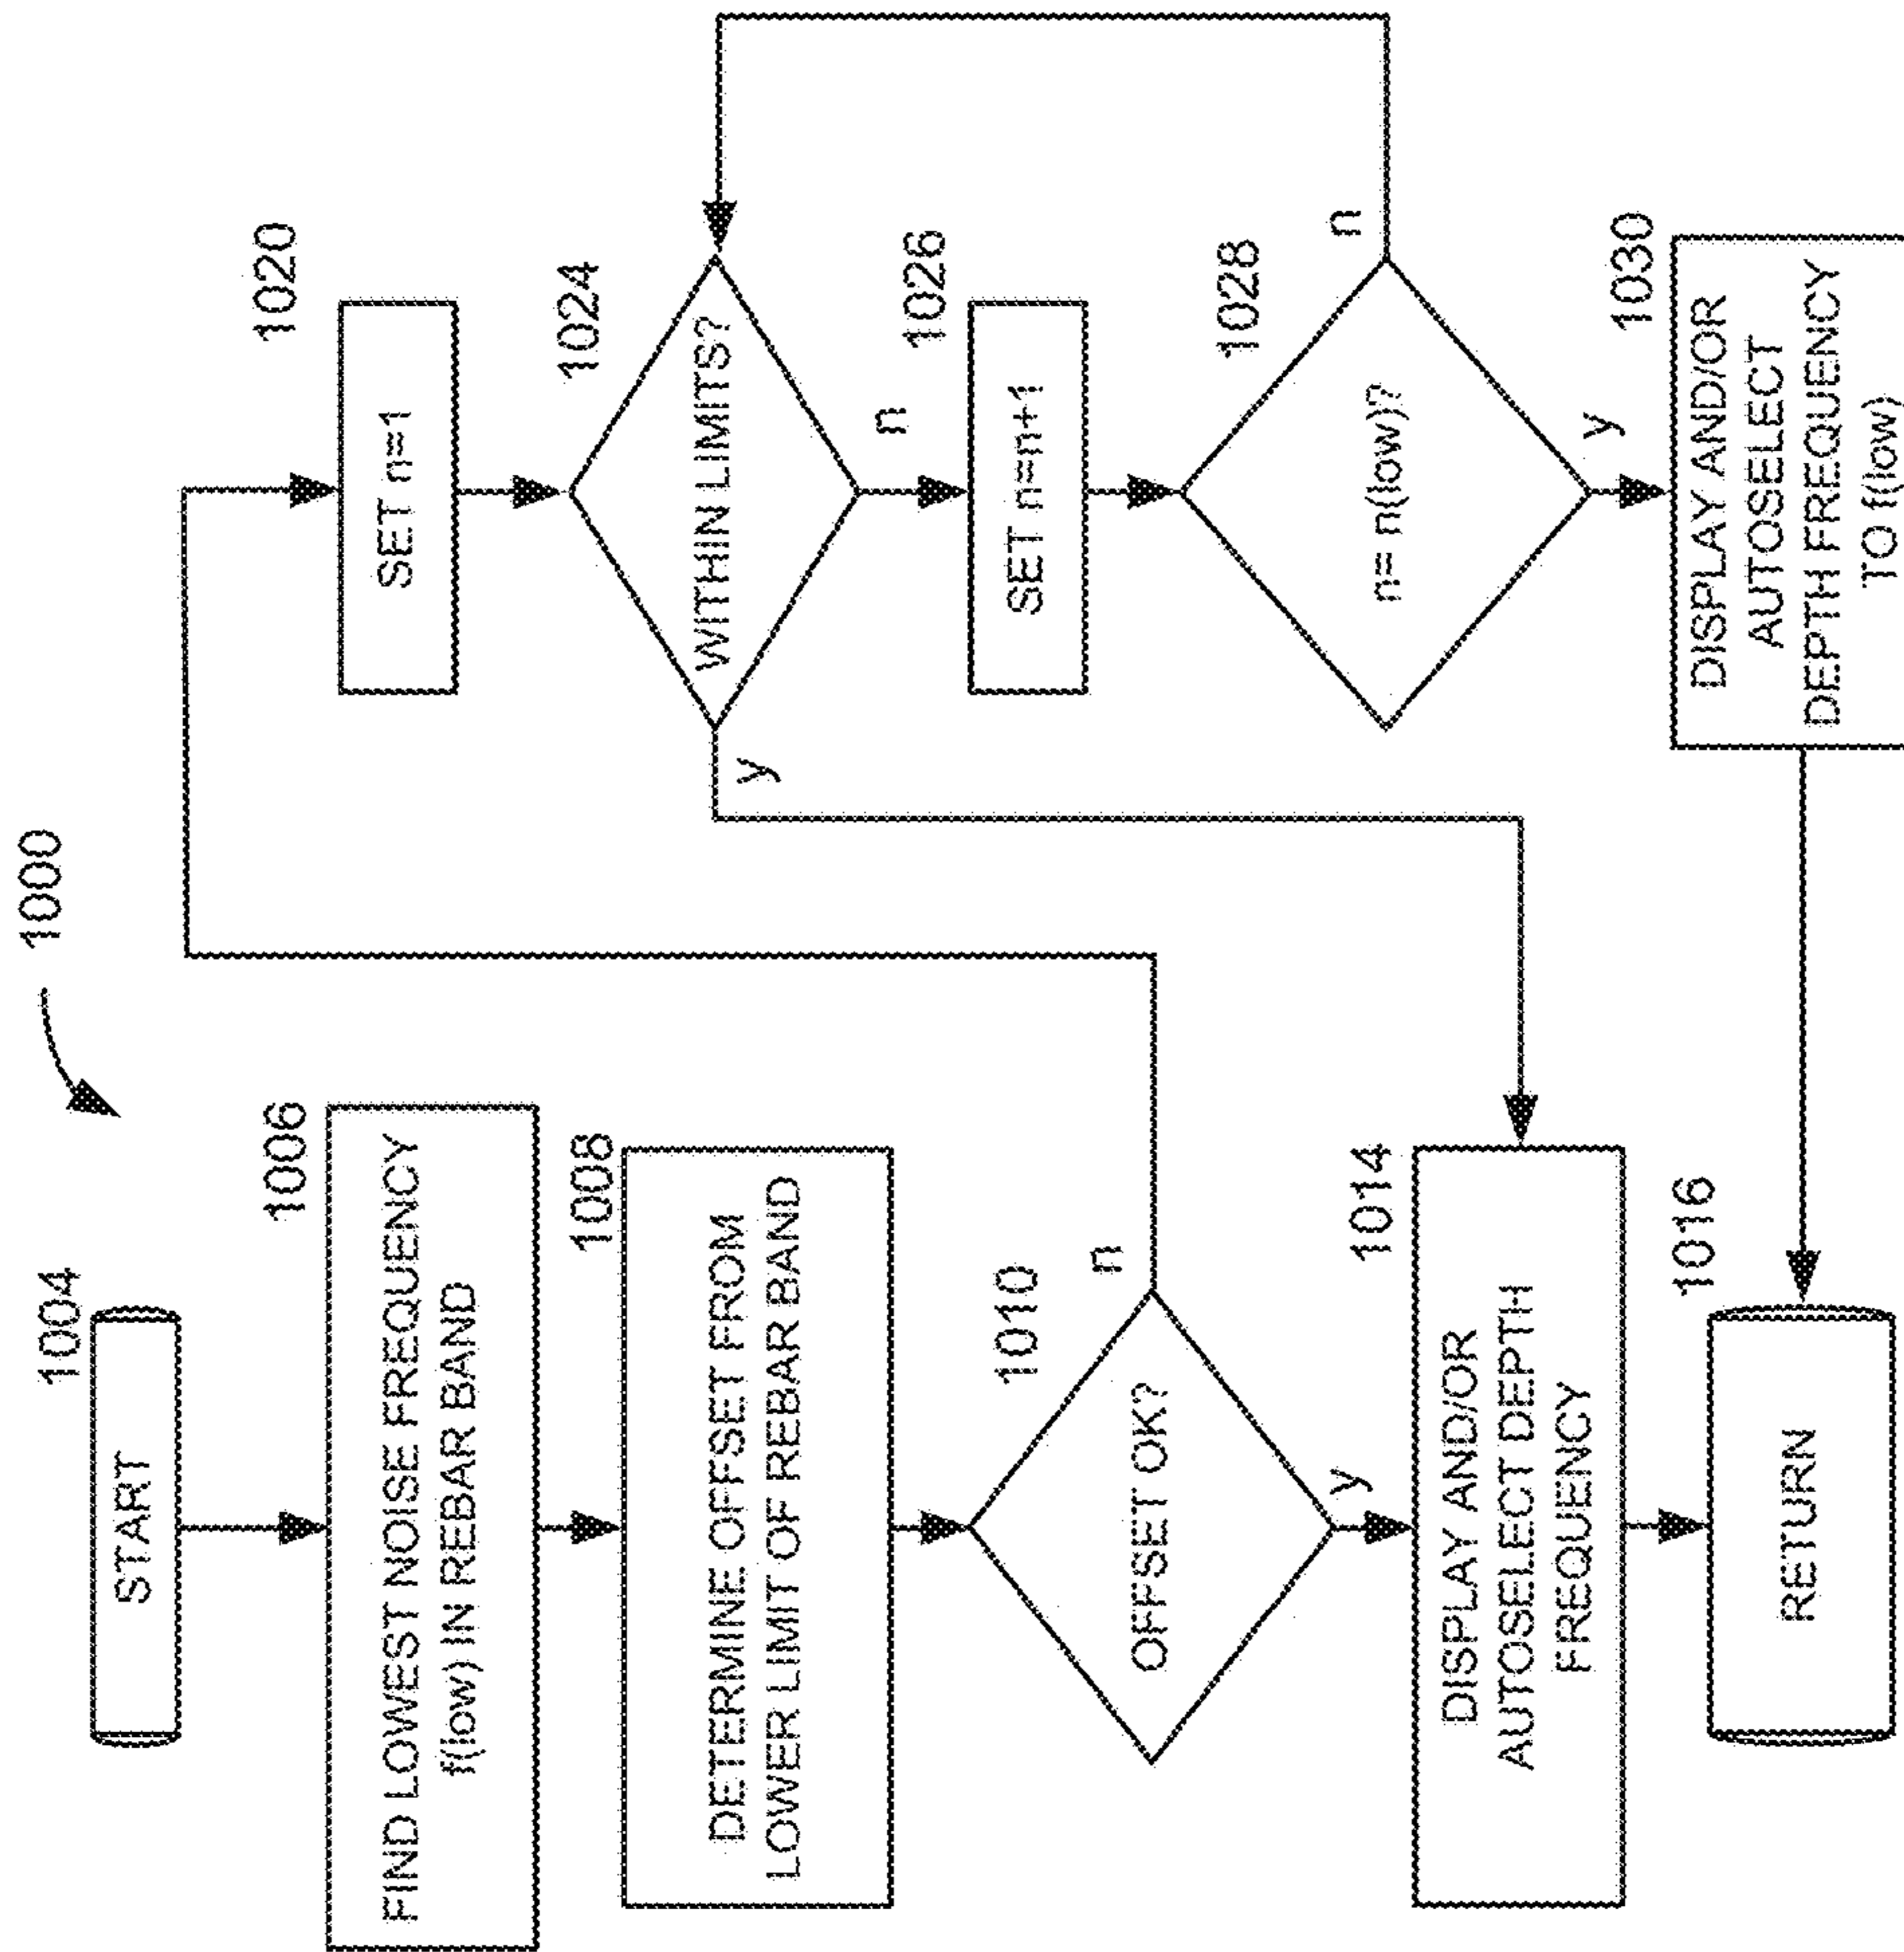 1000
1004
START
1006
FIND LOWEST NOISE FREQUENCY
f(low) IN REBAR BAND
1008
DETERMINE OFFSET FROM
LOWER LIMIT OF REBAR BAND
1010
OFFSET OK?
n
y
1014
DISPLAY AND/OR
AUTOSELECT DEPTH
FREQUENCY
1016
RETURN
1020
SET n=1
1024
WITHIN LIMITS?
y
n
1026
SET n=n+1
1028
n= n(low)?
n
y
1030
DISPLAY AND/OR
AUTOSELECT
DEPTH FREQUENCY
TO f(low)